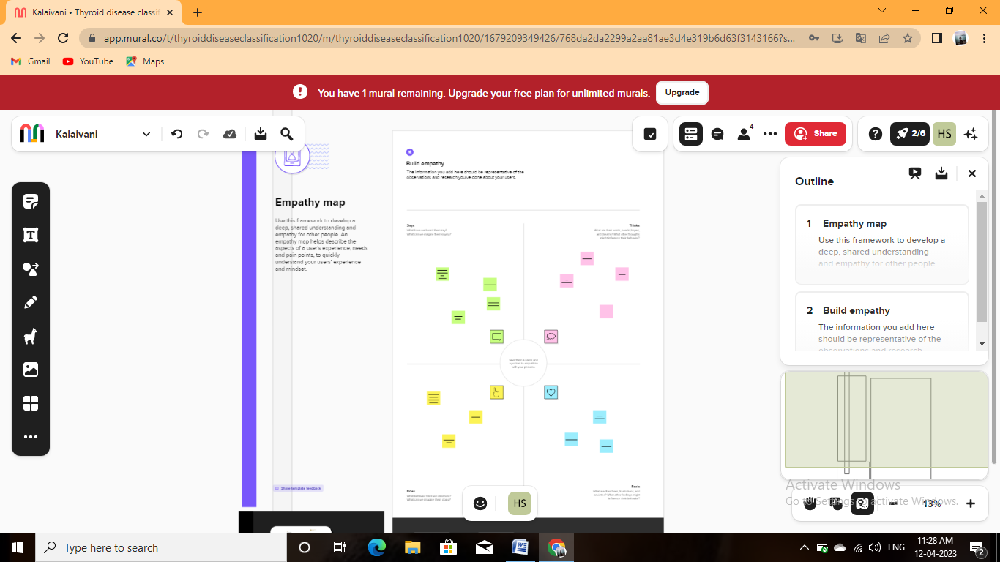 Kalaivani • Thyroid disease classif
app.mural.co/t/thyroiddiseaseclassification1020/m/thyroiddiseaseclassification1020/1679209349426/768da2da2299a2aa81ae3d4e319b6d63f3143166?s...
Gmail
YouTube
Maps
You have 1 mural remaining. Upgrade your free plan for unlimited murals.
Upgrade
Kalaivani
4
Share
2/6
HS
Build empathy
The information you add here should be representative of the
observations and research you've done about your users.
Empathy map
Use this framework to develop a
deep, shared understanding and
empathy for other people. An
empathy map helps describe the
aspects of a user's experience, needs
and pain points, to quickly
understand your users' experience
and mindset.
Says
What have we heard them say?
What can we imagine them saying?
Thinks
What are their wants, needs, hopes,
and dreams? What other thoughts
might influence their behavior?
Does
What behavior have we observed?
What can we imagine them doing?
Feels
What are their fears, frustrations, and
anxieties? What other feelings might
influence their behavior?
Share template feedback
HS
Outline
1 Empathy map
Use this framework to develop a
deep, shared understanding
and empathy for other people.
2 Build empathy
The information you add here
should be representative of the
observations and research
Activate Windows
Go to Settings to activate Windows.
13%
Type here to search
ENG
11:28 AM
12-04-2023
2